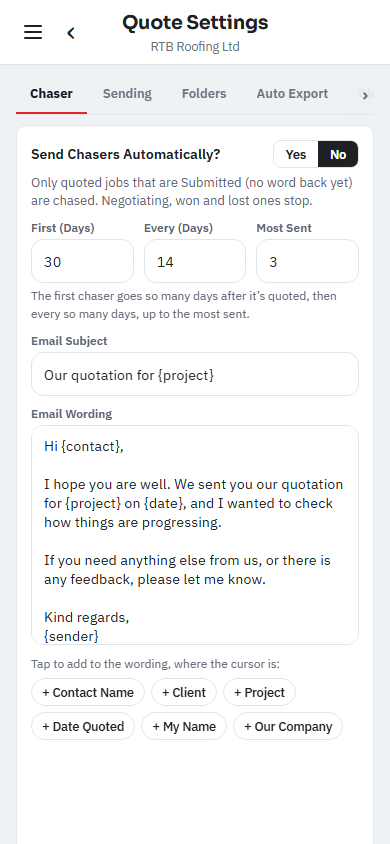 Quote Settings
RTB Roofing Ltd
Chaser Sending Folders Auto Export
Send Chasers Automatically? Yes No
Only quoted jobs that are Submitted (no word back yet)
are chased. Negotiating, won and lost ones stop.
First (Days) Every (Days) Most Sent
30 14 3
The first chaser goes so many days after it's quoted, then
every so many days, up to the most sent.
Email Subject
Our quotation for {project}
Email Wording
Hi {contact},
I hope you are well. We sent you our quotation
for {project} on {date}, and I wanted to check
how things are progressing.
If you need anything else from us, or there is
any feedback, please let me know.
Kind regards,
{sender}
Tap to add to the wording, where the cursor is:
+ Contact Name + Client + Project
+ Date Quoted + My Name + Our Company